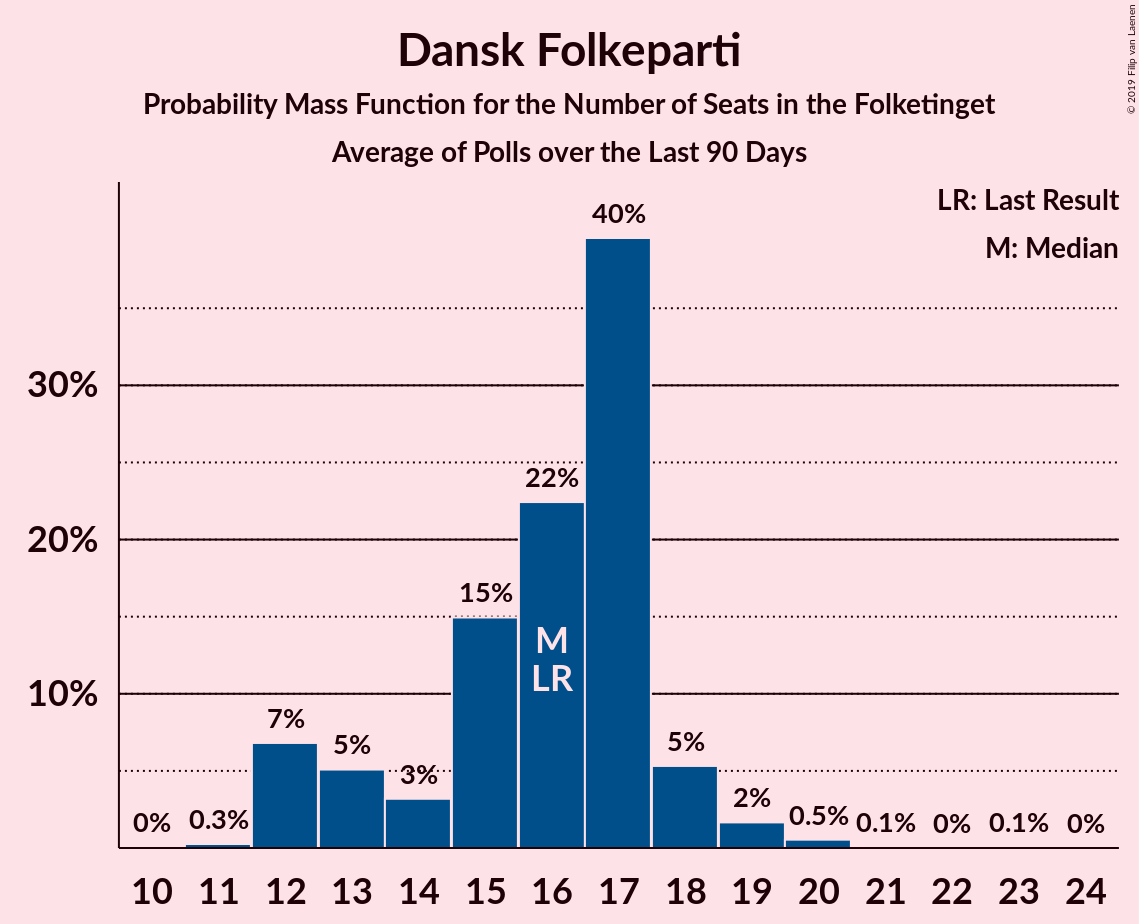 Dansk Folkeparti
Probability Mass Function for the Number of Seats in the Folketinget
Average of Polls over the Last 90 Days
© 2019 Filip van Laenen
LR: Last Result
M: Median
40%
30%
22%
20%
15%
M
LR
10%
7%
5%
3%
5%
2%
0% 0.3% 0.5% 0.1% 0% 0.1% 0%
10 11 12 13 14 15 16 17 18 19 20 21 22 23 24